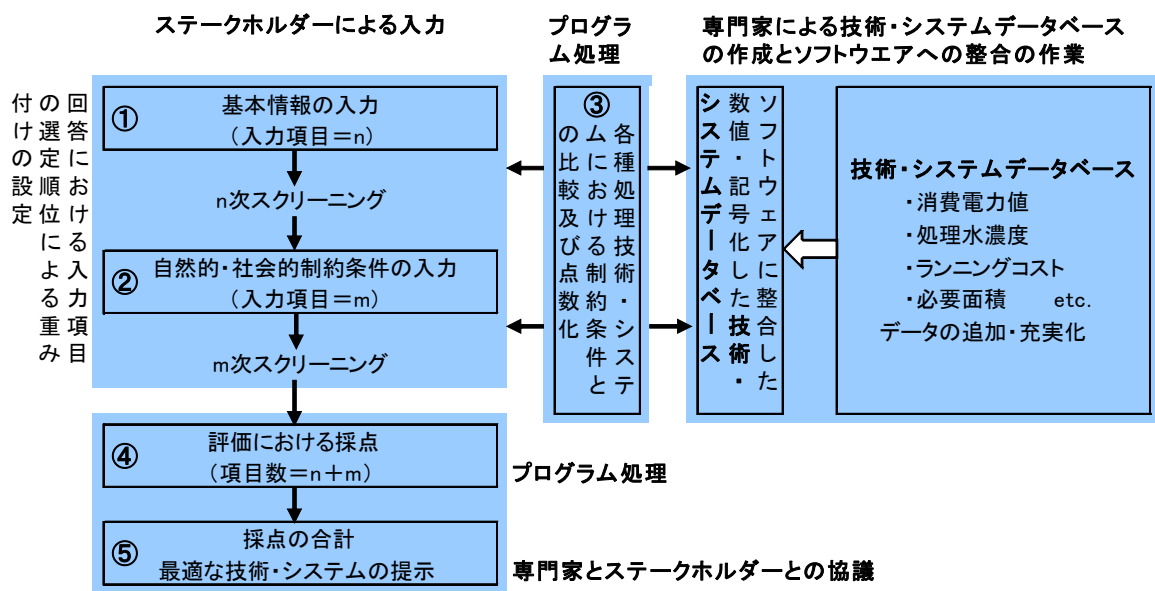 ステークホルダーによる入力
プログラ
ム処理
専門家による技術・システムデータベース
の作成とソフトウエアへの整合の作業
回答における入力項目
の選定順位による重み
付けの設定
①
基本情報の入力
(入力項目=n)
n次スクリーニング
②
自然的・社会的制約条件の入力
(入力項目=m)
m次スクリーニング
③
各種処理技術・システ
ムにおける制約条件と
の比較及び点数化
ソフトウェアに整合した
数値・記号化した技術・
システムデータベース
技術・システムデータベース
・消費電力値
・処理水濃度
・ランニングコスト
・必要面積 etc.
データの追加・充実化
④
評価における採点
(項目数=n+m)
プログラム処理
⑤
採点の合計
最適な技術・システムの提示
専門家とステークホルダーとの協議